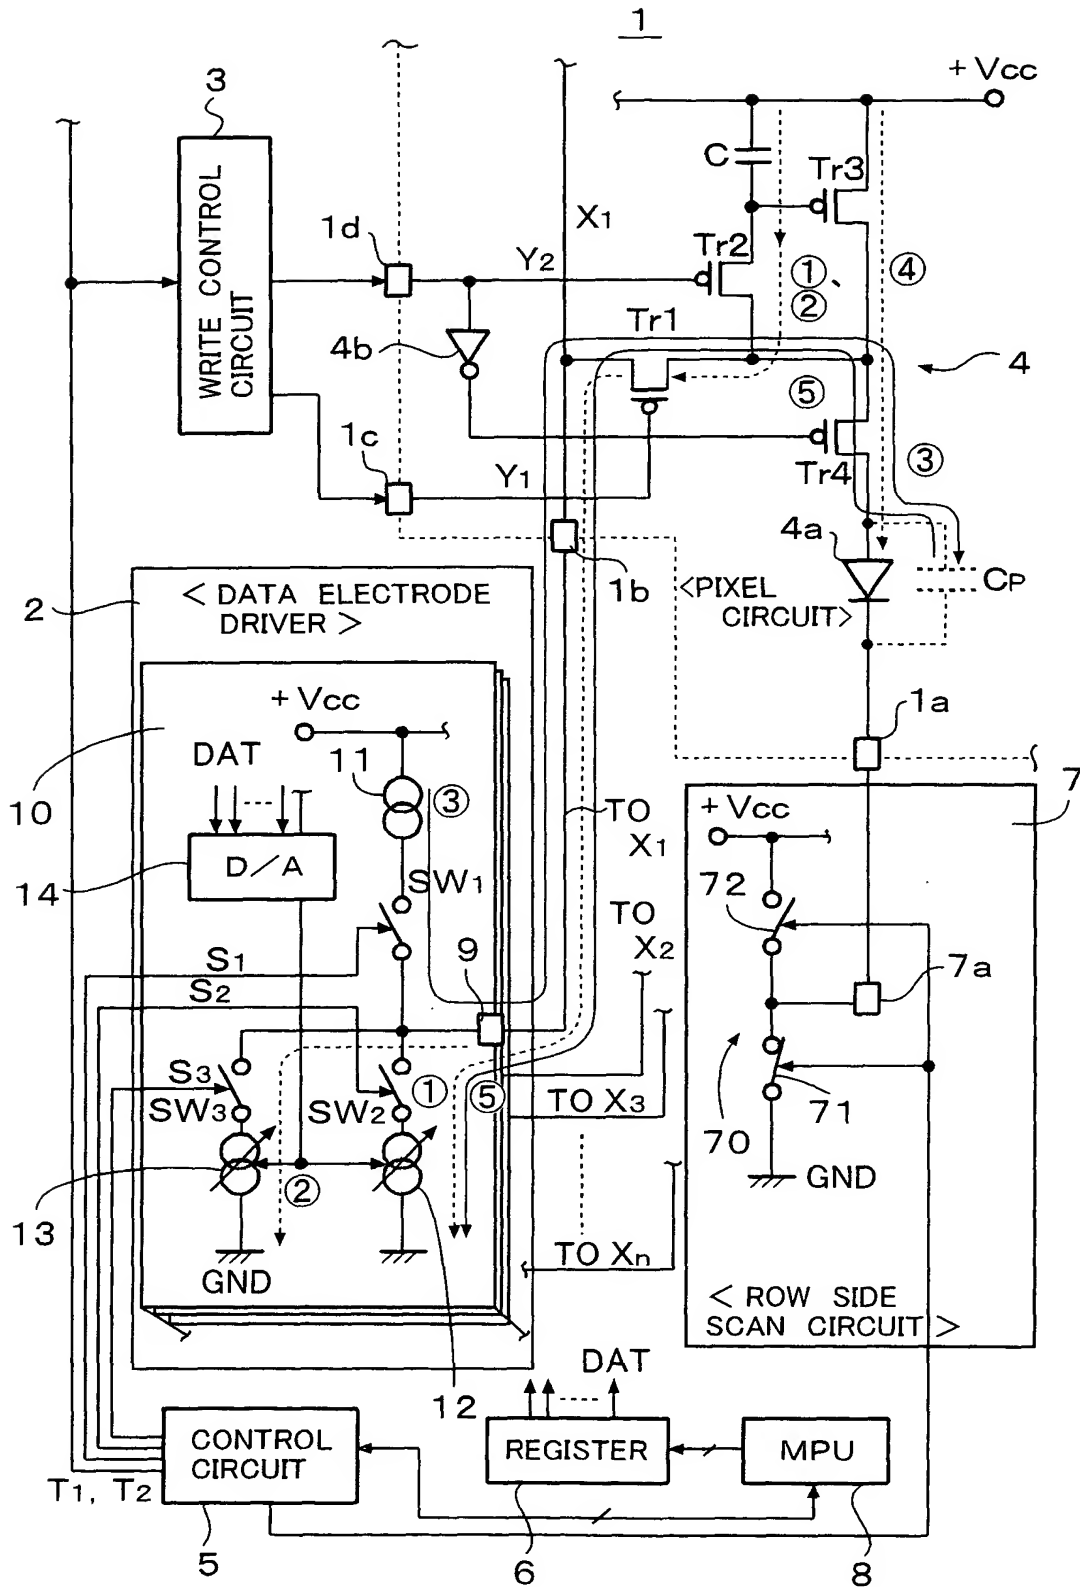 1
+Vcc
3
C
Tr3
WRITE CONTROL
CIRCUIT
1d
X1
Y2
Tr2
①、
②
④
Tr1
4b
4
⑤
1c
Y1
Tr4
③
4a
CP
1b
<PIXEL
CIRCUIT>
2
<DATA ELECTRODE
DRIVER>
+Vcc
1a
DAT
11
③
7
10
+Vcc
TO
X1
D/A
14
SW1
72
TO
X2
9
7a
S1
S2
S3
SW3
SW2
①
⑤
TO X3
71
70
②
GND
13
TO Xn
GND
<ROW SIDE
SCAN CIRCUIT>
DAT
12
CONTROL
CIRCUIT
REGISTER
MPU
T1, T2
5
6
8